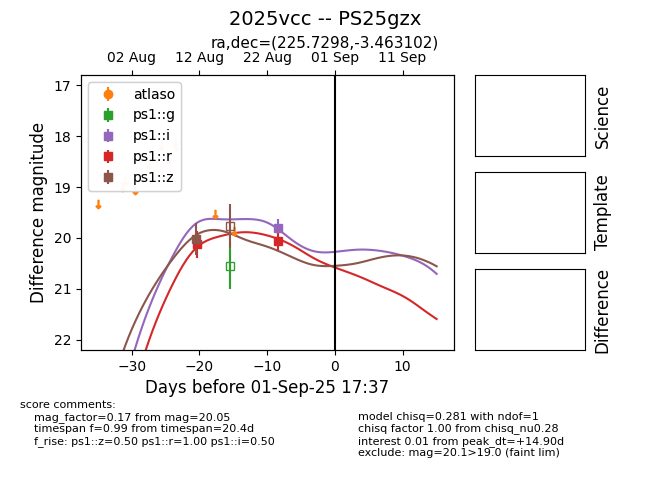 2025vcc -- PS25gzx
ra,dec=(225.7298,-3.463102)
02 Aug 12 Aug 22 Aug 01 Sep 11 Sep
17
18
19
20
21
22
Difference magnitude
atlaso
ps1::g
ps1::i
ps1::r
ps1::z
−30 −20 −10 0 10
Days before 01-Sep-25 17:37
Science
Template
Difference
score comments:
mag_factor=0.17 from mag=20.05
timespan f=0.99 from timespan=20.4d
f_rise: ps1::z=0.50 ps1::r=1.00 ps1::i=0.50
model chisq=0.281 with ndof=1
chisq factor 1.00 from chisq_nu0.28
interest 0.01 from peak_dt=+14.90d
exclude: mag=20.1>19.0 (faint lim)